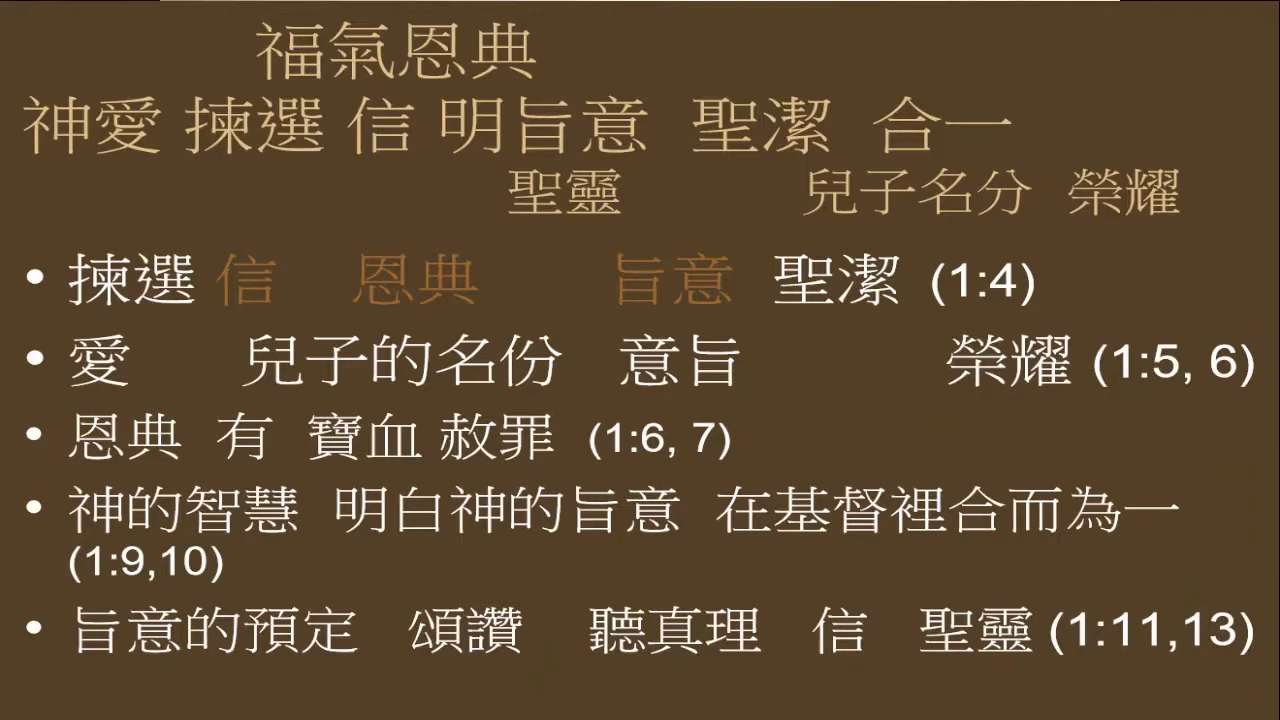 福氣恩典
神愛 揀選 信 明旨意 聖潔 合一
聖靈 兒子名分 榮耀
• 揀選 信 恩典 旨意 聖潔 (1:4)
• 愛 兒子的名份 意旨 榮耀 (1:5, 6)
• 恩典 有 寶血 赦罪 (1:6, 7)
• 神的智慧 明白神的旨意 在基督裡合而為一
(1:9,10)
• 旨意的預定 頌讚 聽真理 信 聖靈 (1:11,13)